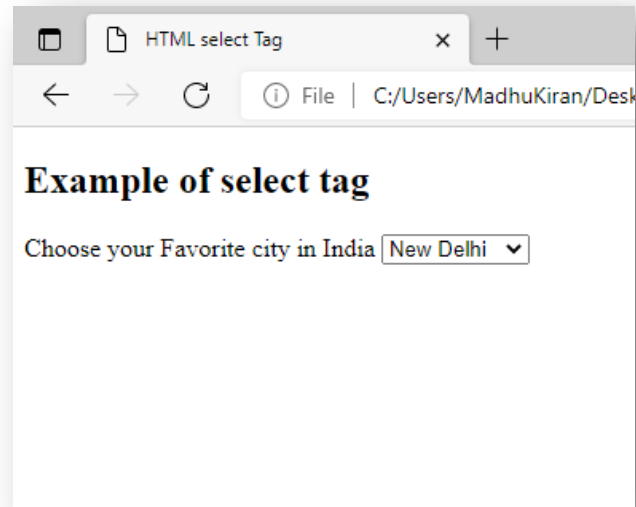 HTML select Tag
File C:/Users/MadhuKiran/Desk
Example of select tag
Choose your Favorite city in India New Delhi